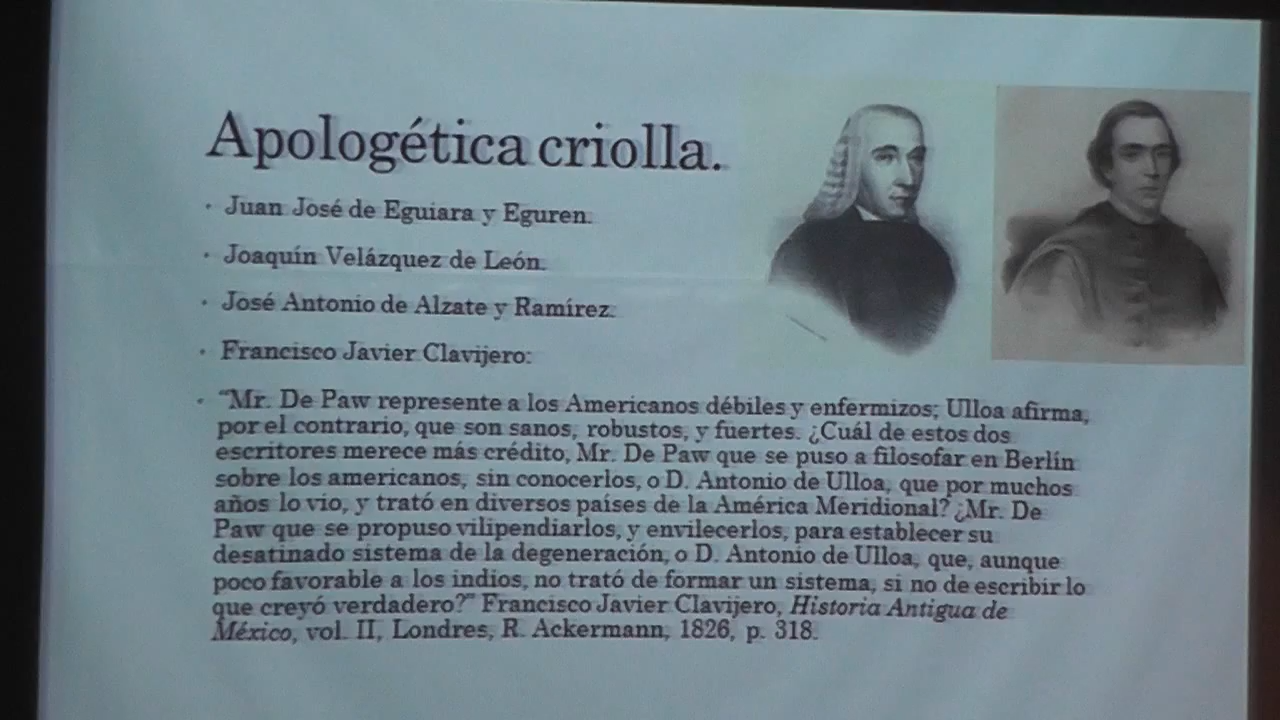 Apologética criolla.
Juan José de Eguiara y Eguren.
Joaquín Velázquez de León.
José Antonio de Alzate y Ramírez.
Francisco Javier Clavijero:
“Mr. De Paw represente a los Americanos débiles y enfermizos; Ulloa afirma,
por el contrario, que son sanos, robustos, y fuertes. ¿Cuál de estos dos
escritores merece más crédito, Mr. De Paw que se puso a filosofar en Berlín
sobre los americanos, sin conocerlos, o D. Antonio de Ulloa, que por muchos
años lo vio, y trató en diversos países de la América Meridional? ¿Mr. De
Paw que se propuso vilipendiarlos, y envilecerlos, para establecer su
desatinado sistema de la degeneración, o D. Antonio de Ulloa, que, aunque
poco favorable a los indios, no trató de formar un sistema, si no de escribir lo
que creyó verdadero?” Francisco Javier Clavijero, Historia Antigua de
México, vol. II, Londres, R. Ackermann, 1826, p. 318.